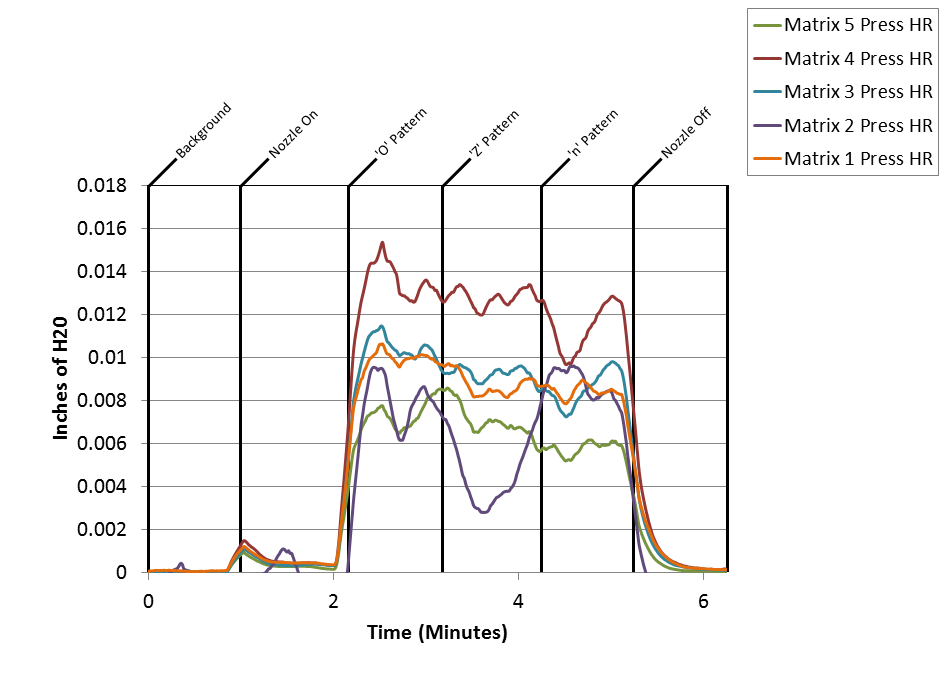 Matrix 5 Press HR
Matrix 4 Press HR
Matrix 3 Press HR
Matrix 2 Press HR
Matrix 1 Press HR
Background
Nozzle On
'O' Pattern
'Z' Pattern
'n' Pattern
Nozzle Off
0.018
0.016
0.014
0.012
0.01
0.008
0.006
0.004
0.002
0
Inches of H20
0 2 4 6
Time (Minutes)